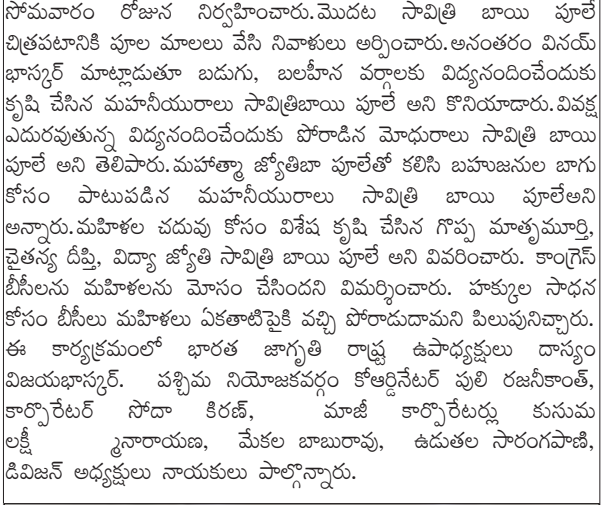 సోమవారం రోజున నిర్వహించారు.మొదట సావిత్రి బాయి పూలే
చిత్రపటానికి పూల మాలలు వేసి నివాళులు అర్పించారు.అనంతరం వినయ్
భాస్కర్ మాట్లాడుతూ బడుగు, బలహీన వర్గాలకు విద్యనందించేందుకు
కృషి చేసిన మహనీయురాలు సావిత్రిబాయి పూలే అని కొనియాడారు.వివక్ష
ఎదురవుతున్న విద్యనందించేందుకు పోరాడిన మోధురాలు సావిత్రి బాయి
పూలే అని తెలిపారు.మహాత్మా జ్యోతిబా పూలేతో కలిసి బహుజనుల బాగు
కోసం పాటుపడిన మహనీయురాలు సావిత్రి బాయి పూలేఅని
అన్నారు.మహిళల చదువు కోసం విశేష కృషి చేసిన గొప్ప మాతృమూర్తి,
చైతన్య దీప్తి, విద్యా జ్యోతి సావిత్రి బాయి పూలే అని వివరించారు. కాంగ్రెస్
బీసీలను మహిళలను మోసం చేసిందని విమర్శించారు. హక్కుల సాధన
కోసం బీసీలు మహిళలు ఏకతాటిపైకి వచ్చి పోరాడుదామని పిలుపునిచ్చారు.
ఈ కార్యక్రమంలో భారత జాగృతి రాష్ట్ర ఉపాధ్యక్షులు దాస్యం
విజయభాస్కర్. పశ్చిమ నియోజకవర్గం కోఆర్డినేటర్ పులి రజనీకాంత్,
కార్పొరేటర్ సోదా కిరణ్, మాజీ కార్పొరేటర్లు కుసుమ
లక్ష్మీనారాయణ, మేకల బాబురావు, ఉడుతల సారంగపాణి,
డివిజన్ అధ్యక్షులు నాయకులు పాల్గొన్నారు.